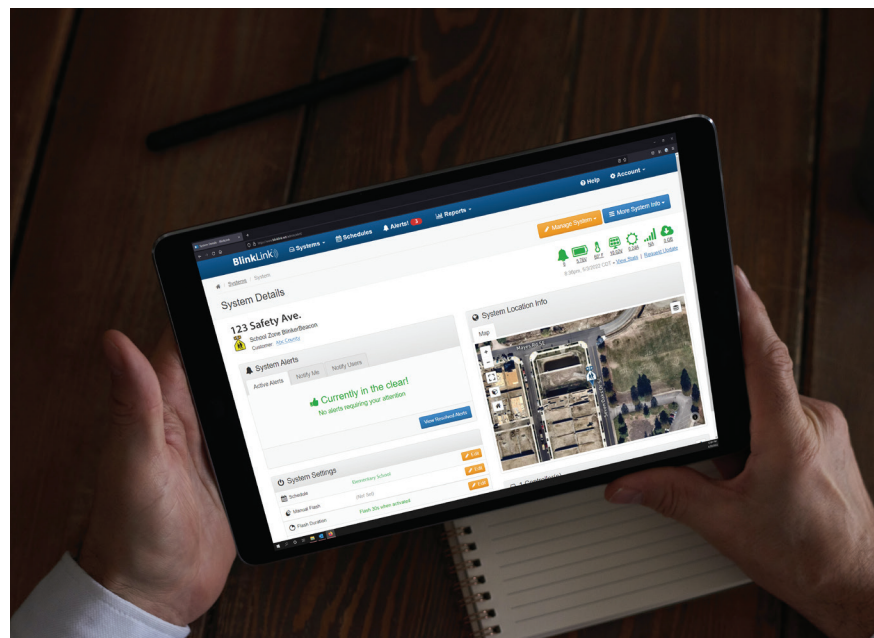 BlinkLink
Systems
Schedules
Alerts!
Reports
Help
Account
Systems / System
System Details
Manage System
More System Info
View Stats | Request Update
123 Safety Ave.
School Zone BlinkerBeacon
Customer
System Alerts
Active Alerts
Notify Me
Notify Users
Currently in the clear!
No alerts requiring your attention
View Resolved Alerts
System Location Info
Map
System Settings
Schedule
Elementary School
Edit
Manual Flash
(Not Set)
Edit
Flash Duration
Flash 30s when activated
Edit